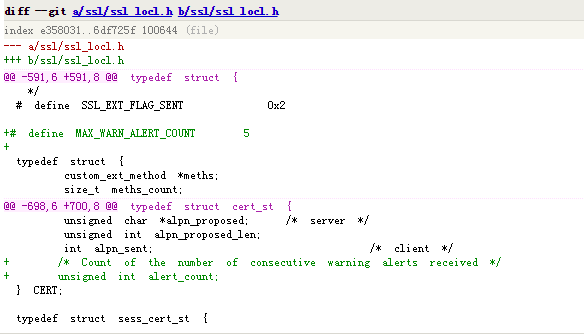 diff --git a/ssl/ssl_locl.h b/ssl/ssl_locl.h
index e358031..6df725f 100644 (file)
--- a/ssl/ssl_locl.h
+++ b/ssl/ssl_locl.h
@@ -591,6 +591,8 @@ typedef struct {
*/
# define SSL_EXT_FLAG_SENT 0x2
+# define MAX_WARN_ALERT_COUNT 5
+
typedef struct {
custom_ext_method *meths;
size_t meths_count;
@@ -698,6 +700,8 @@ typedef struct cert_st {
unsigned char *alpn_proposed; /* server */
unsigned int alpn_proposed_len;
int alpn_sent; /* client */
+ /* Count of the number of consecutive warning alerts received */
+ unsigned int alert_count;
} CERT;
typedef struct sess_cert_st {